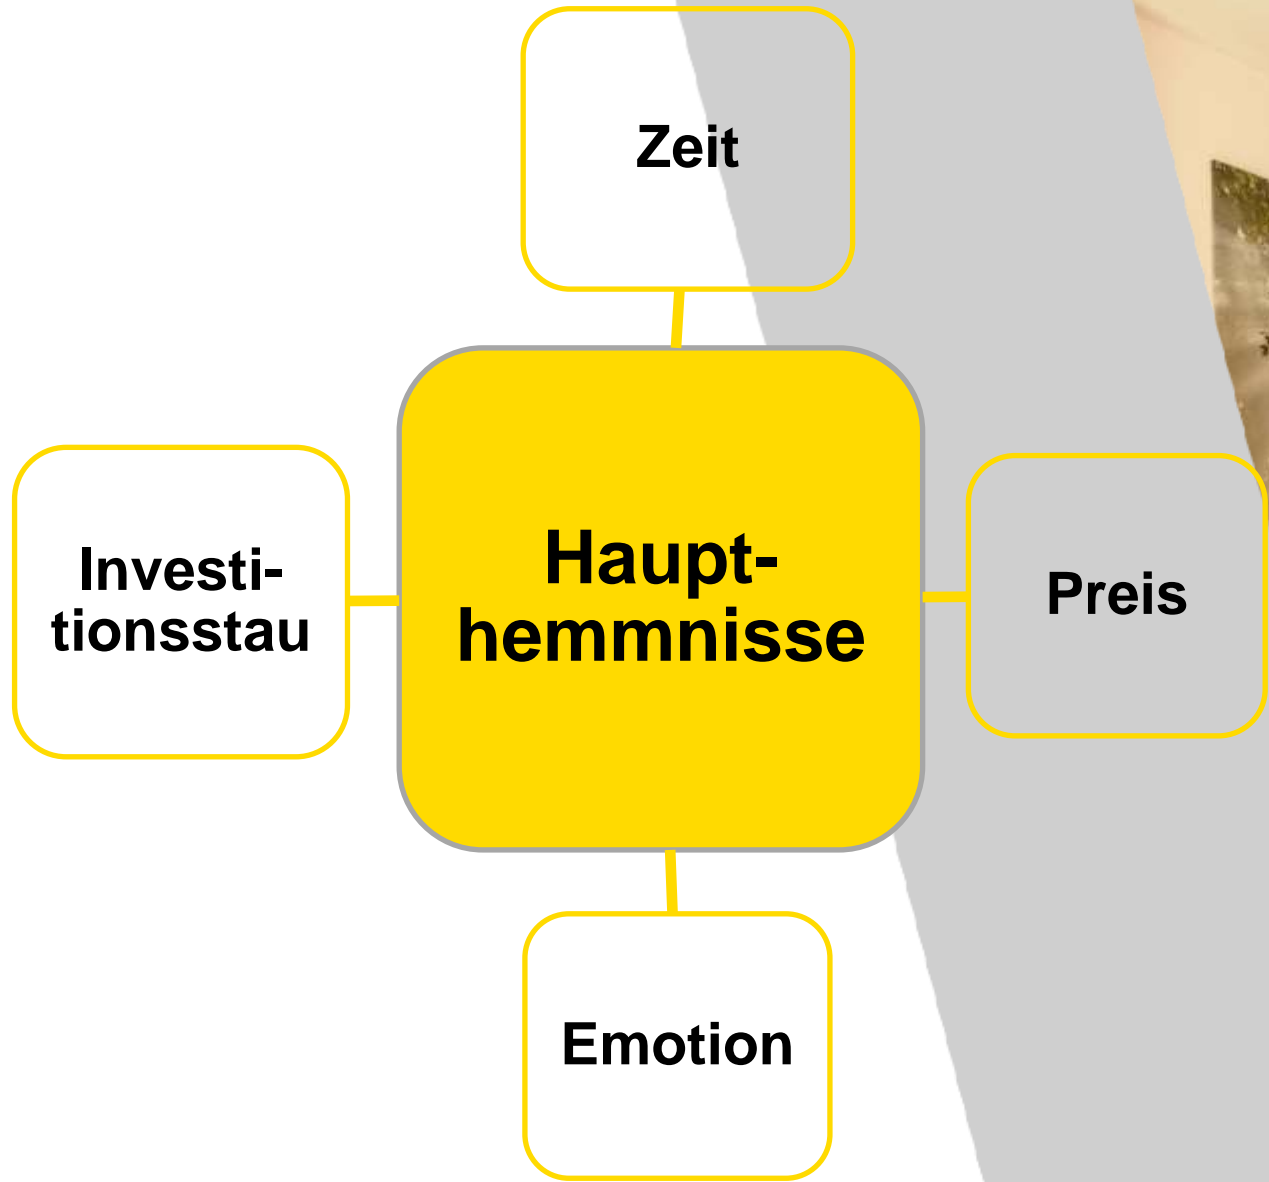 Zeit
Investi-
tionsstau
Haupt-
hemmnisse
Preis
Emotion